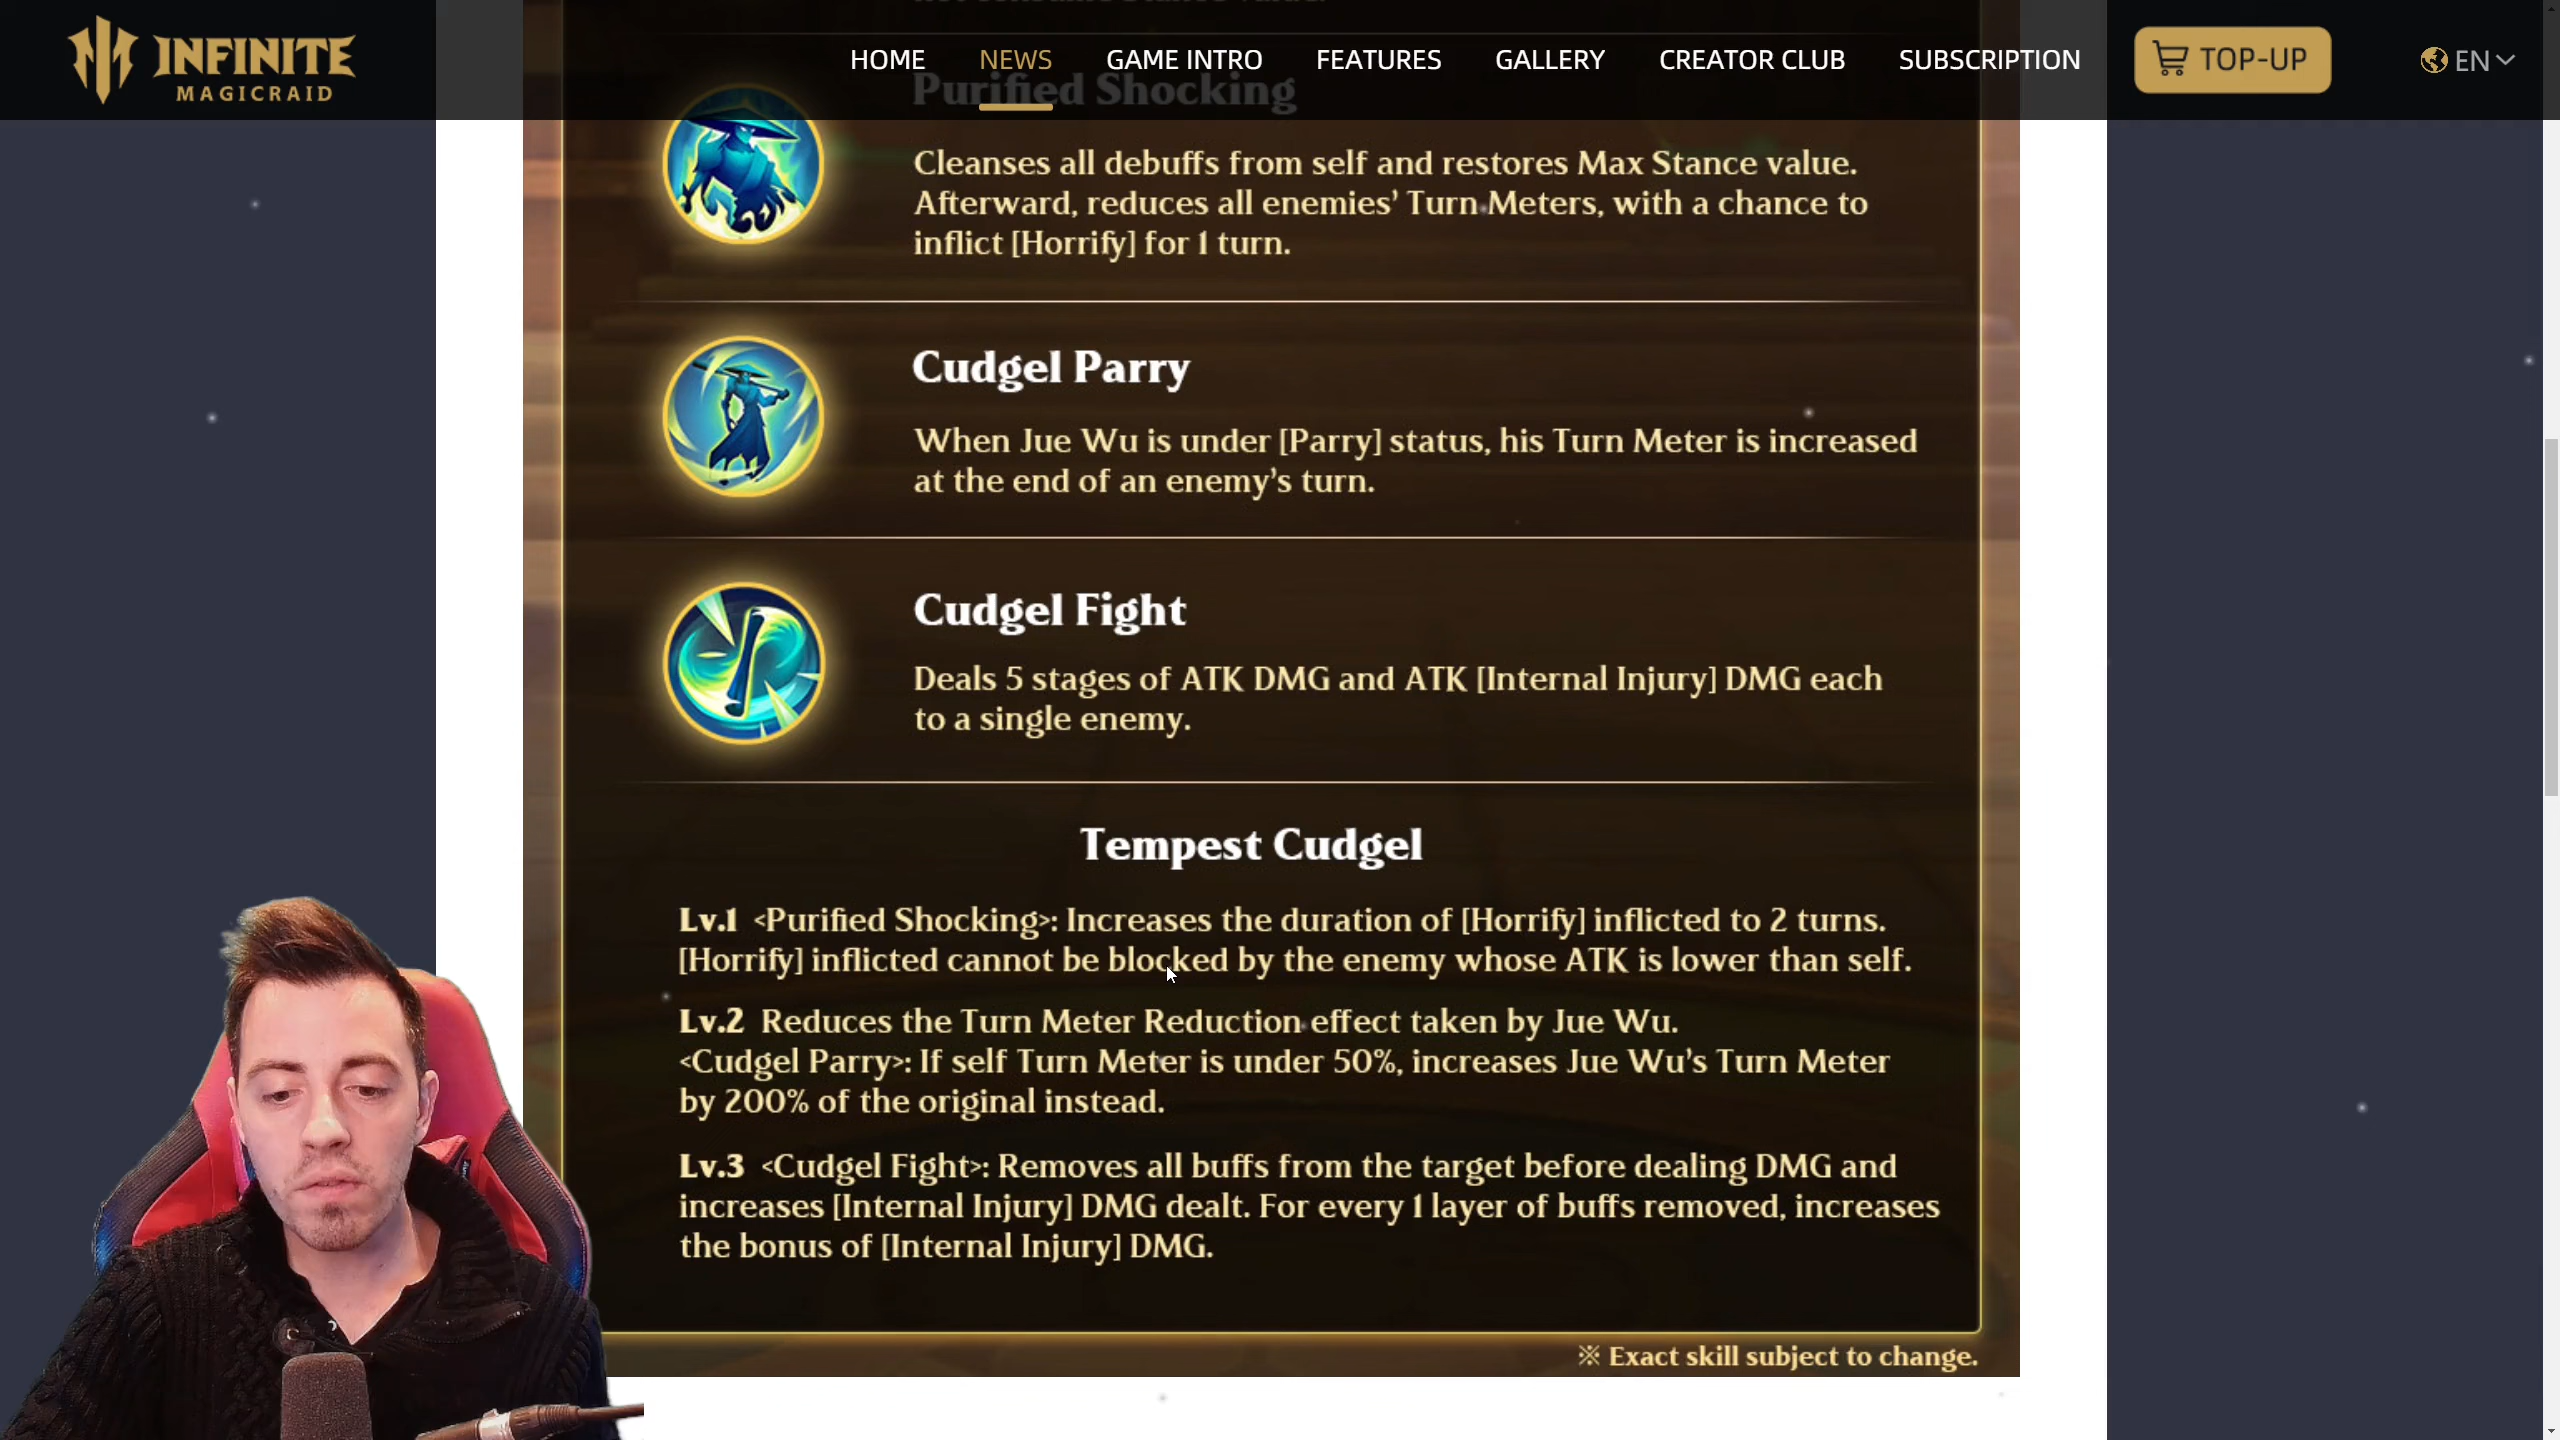 INFINITE
MAGICRAID
HOME NEWS GAME INTRO FEATURES GALLERY CREATOR CLUB SUBSCRIPTION TOP-UP EN
Purified Shocking
Cleanses all debuffs from self and restores Max Stance value.
Afterward, reduces all enemies' Turn Meters, with a chance to
inflict [Horrify] for 1 turn.
Cudgel Parry
When Jue Wu is under [Parry] status, his Turn Meter is increased
at the end of an enemy's turn.
Cudgel Fight
Deals 5 stages of ATK DMG and ATK [Internal Injury] DMG each
to a single enemy.
Tempest Cudgel
Lv.1 <Purified Shocking>: Increases the duration of [Horrify] inflicted to 2 turns.
[Horrify] inflicted cannot be blocked by the enemy whose ATK is lower than self.
Lv.2 Reduces the Turn Meter Reduction effect taken by Jue Wu.
<Cudgel Parry>: If self Turn Meter is under 50%, increases Jue Wu's Turn Meter
by 200% of the original instead.
Lv.3 <Cudgel Fight>: Removes all buffs from the target before dealing DMG and
increases [Internal Injury] DMG dealt. For every 1 layer of buffs removed, increases
the bonus of [Internal Injury] DMG.
※ Exact skill subject to change.